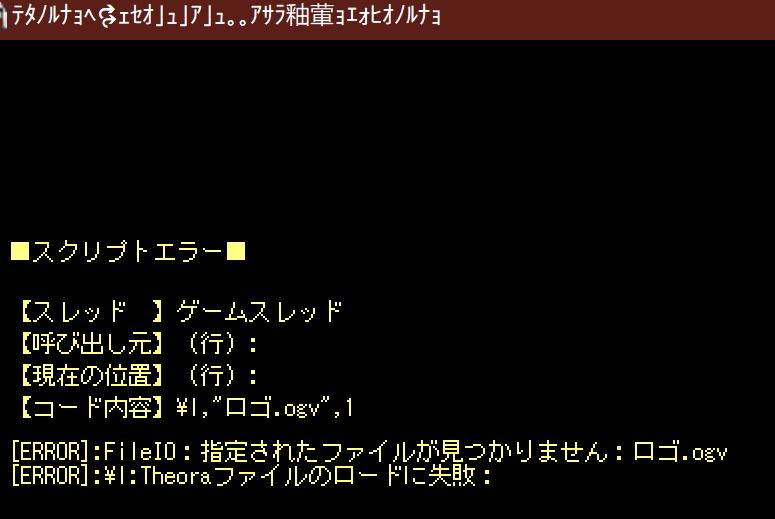 ﾃﾀﾉﾙﾅｮﾍ
ｪｾｵ｣ｭ｣ｱ｣ｭ｡｡ｱｻﾗ釉葷ｮｴｫﾋｵﾉﾙﾅｮ
■スクリプトエラー■
【スレッド　】ゲームスレッド
【呼び出し元】（行）：
【現在の位置】（行）：
【コード内容】¥l,"ロゴ.ogv",1
[ERROR]:FileIO：指定されたファイルが見つかりません：ロゴ.ogv
[ERROR]:¥l:Theoraファイルのロードに失敗：